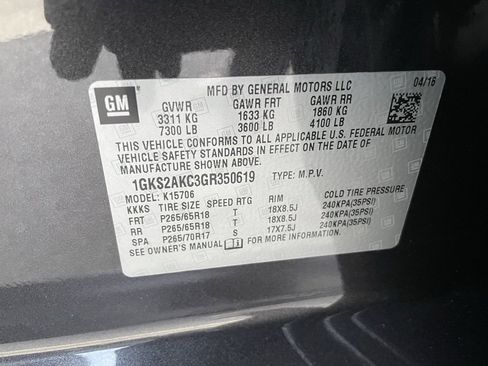 GM
MFD BY GENERAL MOTORS LLC
04/16
GVWR GAWR FRT GAWR RR
3311 KG 1633 KG 1860 KG
7300 LB 3600 LB 4100 LB
THIS VEHICLE CONFORMS TO ALL APPLICABLE U.S. FEDERAL MOTOR
VEHICLE SAFETY STANDARDS IN EFFECT ON THE DATE OF
MANUFACTURE SHOWN ABOVE.
1GKS2AKC3GR350619 TYPE: M.P.V.
MODEL: K15706
KKKS TIRE SIZE SPEED RTG RIM COLD TIRE PRESSURE
FRT P265/65R18 T 18X8.5J 240KPA(35PSI)
RR P265/65R18 T 18X8.5J 240KPA(35PSI)
SPA P265/70R17 S 17X7.5J 240KPA(35PSI)
SEE OWNER'S MANUAL FOR MORE INFORMATION.